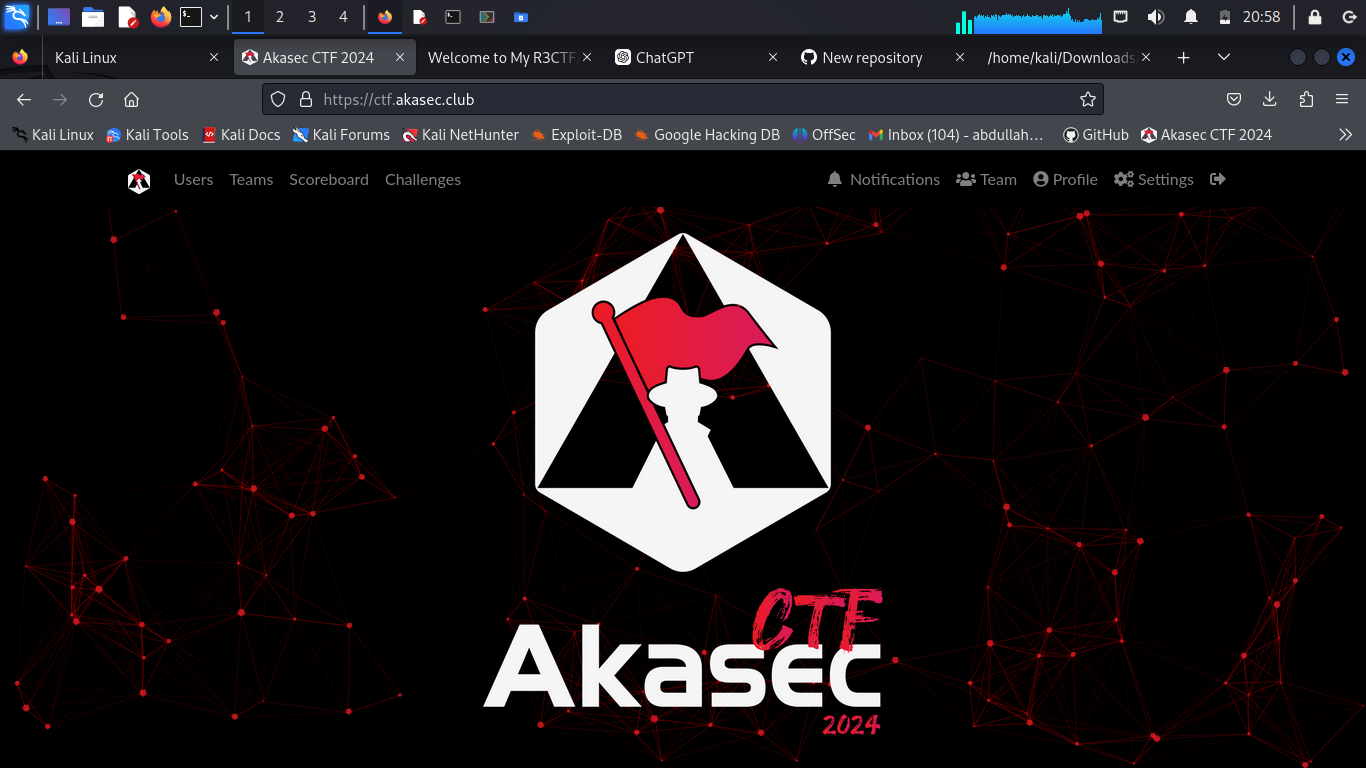 1 2 3 4 20:58
Kali Linux Akasec CTF 2024 Welcome to My R3CTF ChatGPT New repository /home/kali/Downloads/
https://ctf.akasec.club
Kali Linux Kali Tools Kali Docs Kali Forums Kali NetHunter Exploit-DB Google Hacking DB OffSec Inbox (104) - abdullah… GitHub Akasec CTF 2024
Users Teams Scoreboard Challenges Notifications Team Profile Settings
CTF
Akasec
2024